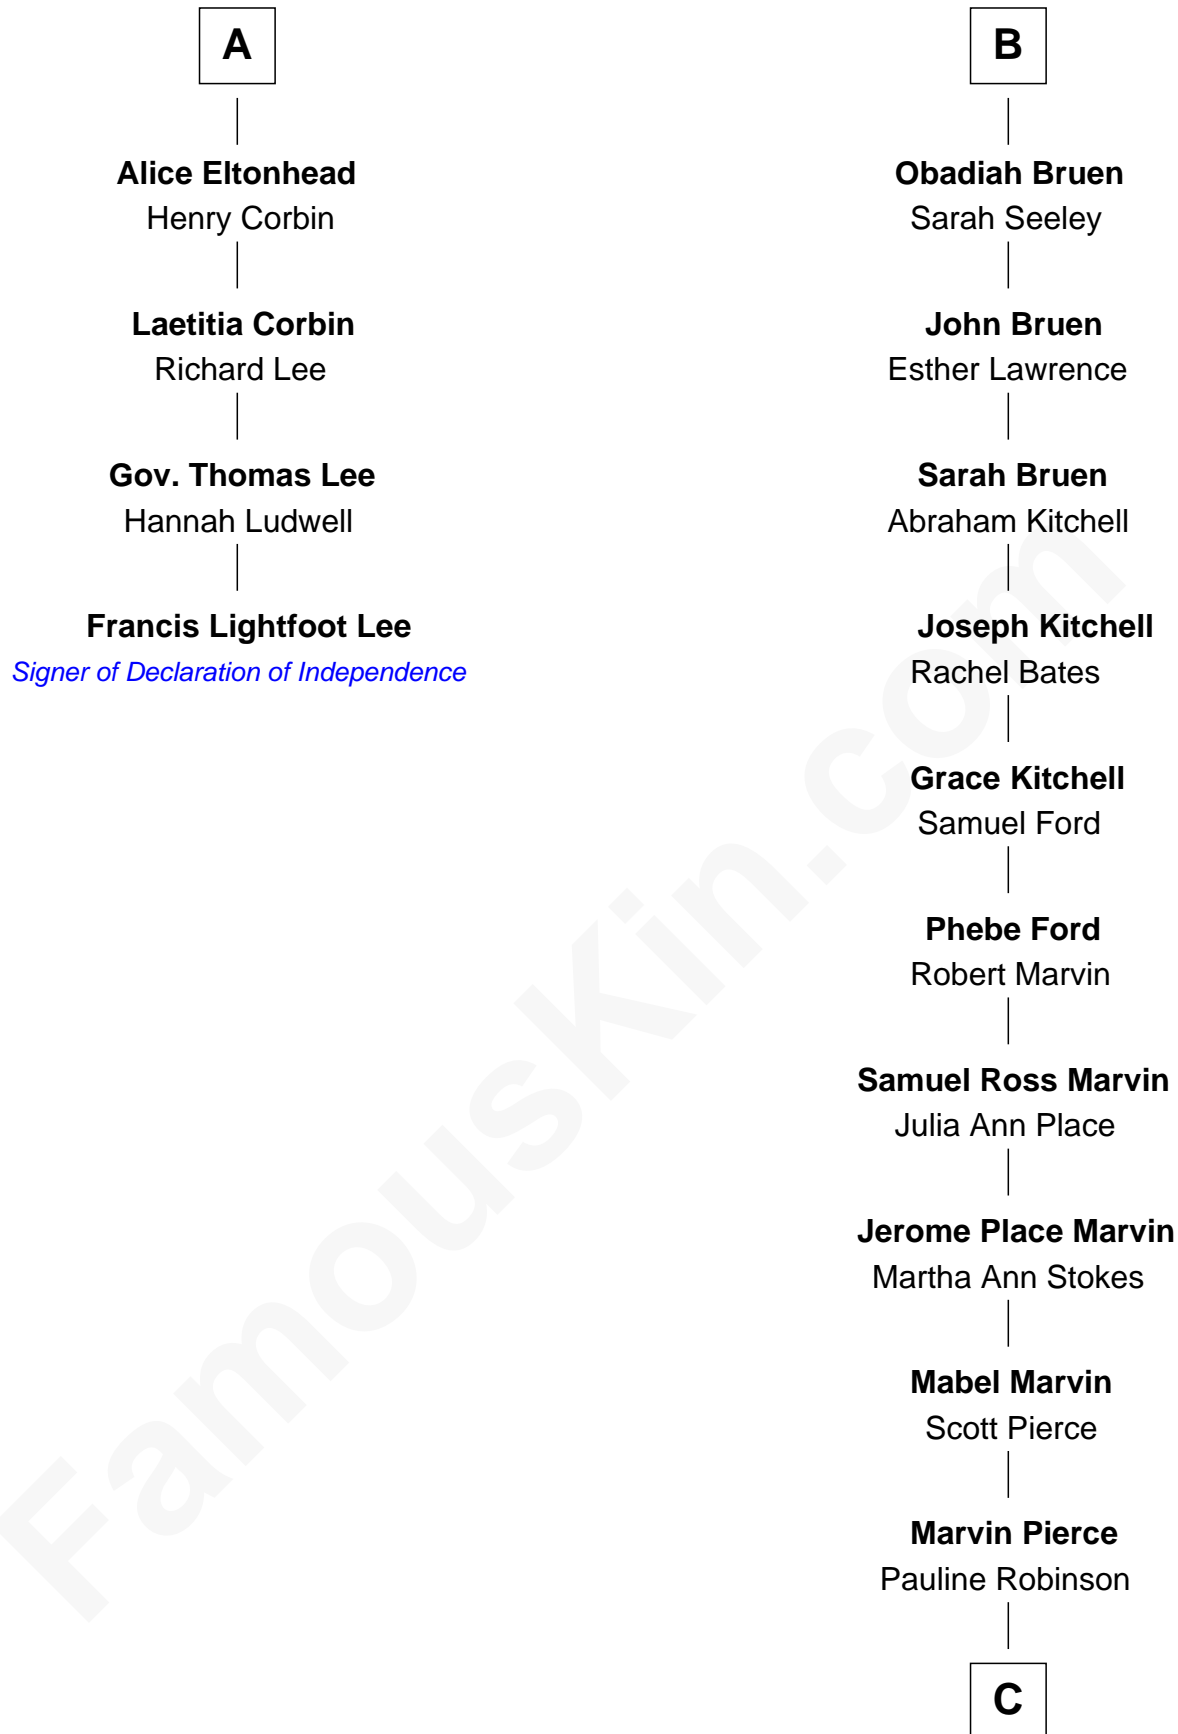 A
Alice Eltonhead
Henry Corbin
Laetitia Corbin
Richard Lee
Gov. Thomas Lee
Hannah Ludwell
Francis Lightfoot Lee
Signer of Declaration of Independence
B
Obadiah Bruen
Sarah Seeley
John Bruen
Esther Lawrence
Sarah Bruen
Abraham Kitchell
Joseph Kitchell
Rachel Bates
Grace Kitchell
Samuel Ford
Phebe Ford
Robert Marvin
Samuel Ross Marvin
Julia Ann Place
Jerome Place Marvin
Martha Ann Stokes
Mabel Marvin
Scott Pierce
Marvin Pierce
Pauline Robinson
C
FamousKin.com